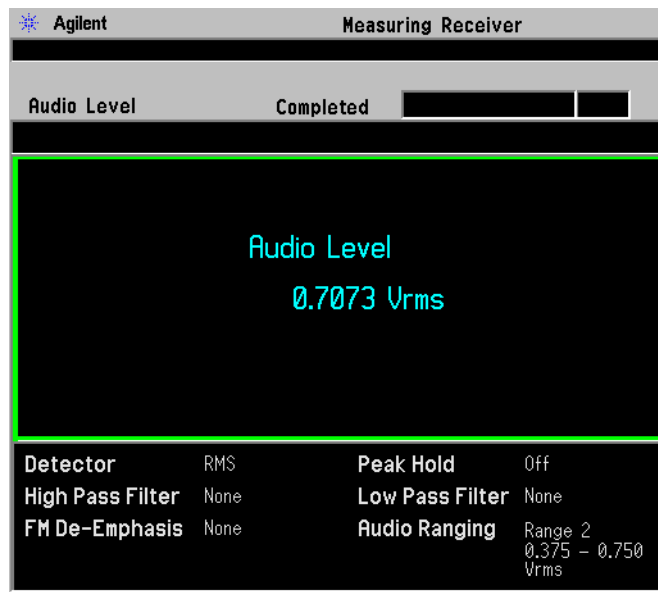 Agilent Measuring Receiver
Audio Level Completed
Audio Level
0.7073 Vrms
Detector RMS Peak Hold Off
High Pass Filter None Low Pass Filter None
FM De-Emphasis None Audio Ranging Range 2
0.375 - 0.750
Vrms